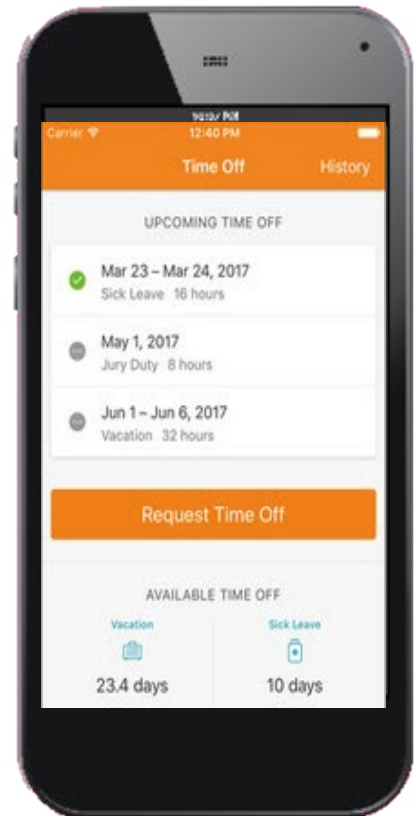 Carrier
12:40 PM
Time Off
History
UPCOMING TIME OFF
Mar 23 – Mar 24, 2017
Sick Leave 16 hours
May 1, 2017
Jury Duty 8 hours
Jun 1 – Jun 6, 2017
Vacation 32 hours
Request Time Off
AVAILABLE TIME OFF
Vacation
Sick Leave
23.4 days
10 days